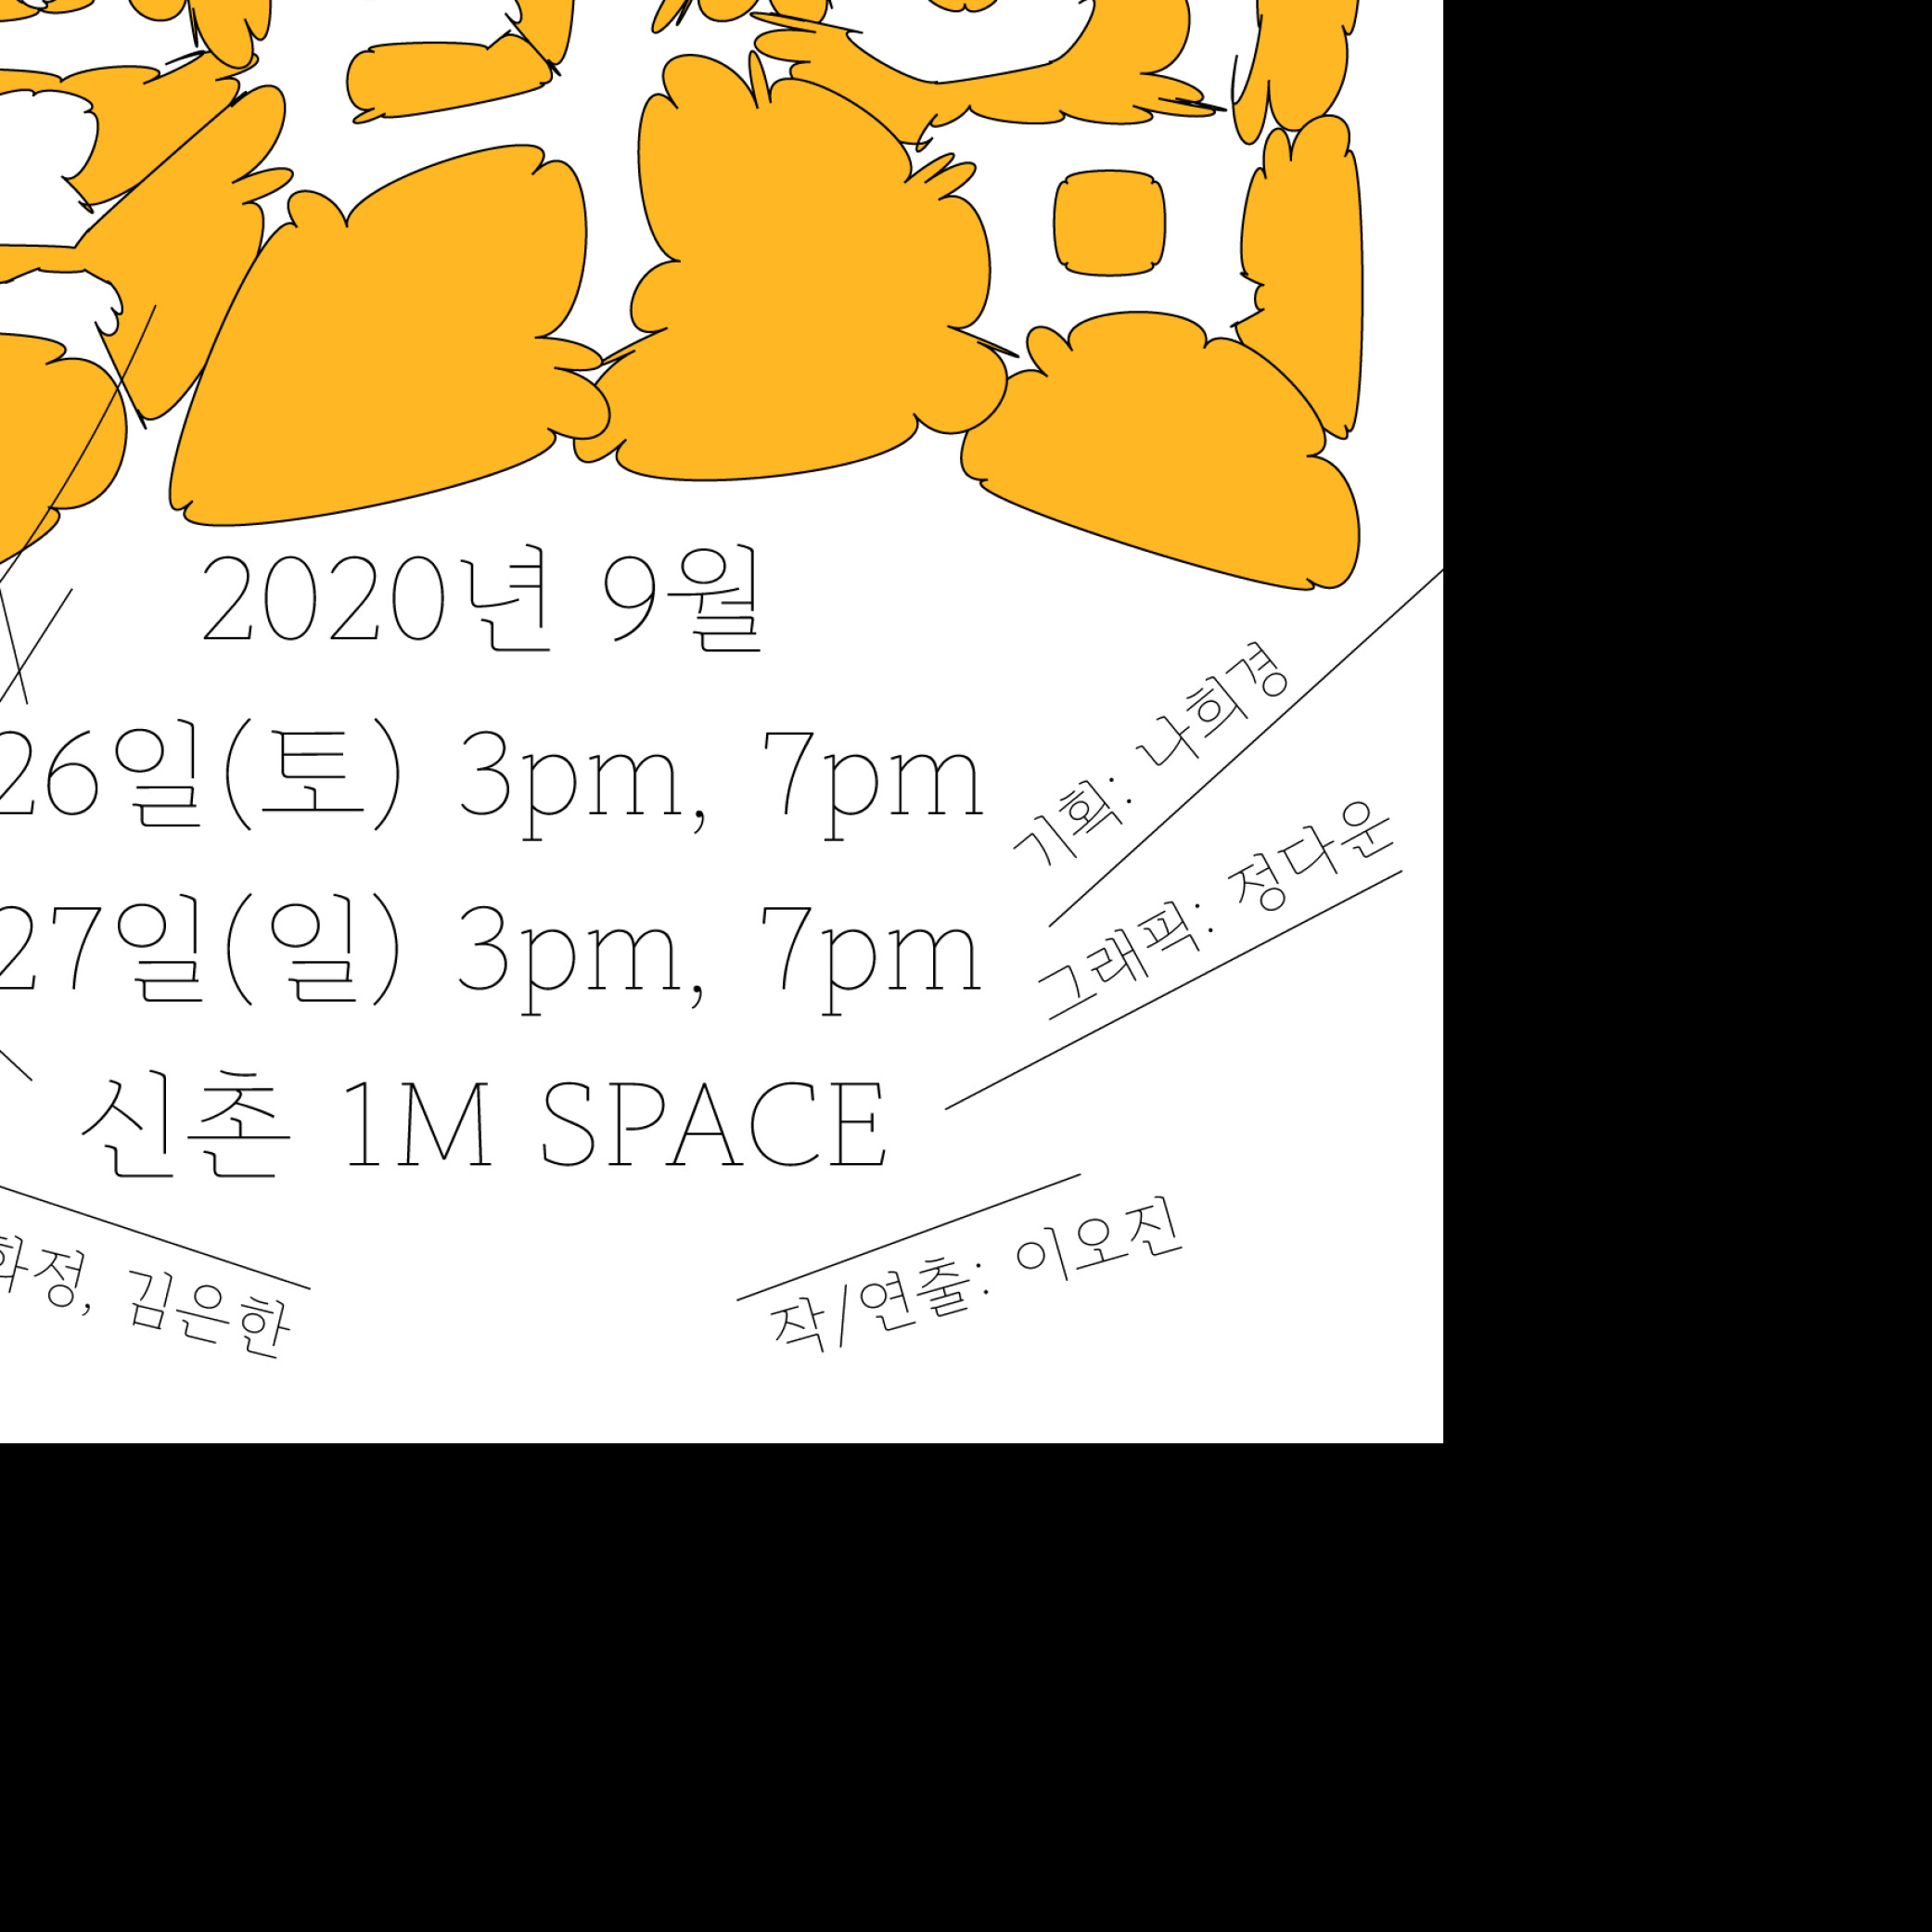 2020년 9월
26일(토) 3pm, 7pm
27일(일) 3pm, 7pm
신촌 1M SPACE
기획: 나희경
그래픽: 정다운
김은한
작/연출: 이오진